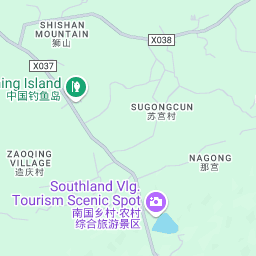 SHISHAN
MOUNTAIN
狮山
X038
X037
ning Island
中国钓鱼岛
SUGONGCUN
苏宫村
ZAOQING
VILLAGE
造庆村
NAGONG
那宫
Southland Vlg.
Tourism Scenic Spot
南国乡村·农村
综合旅游景区